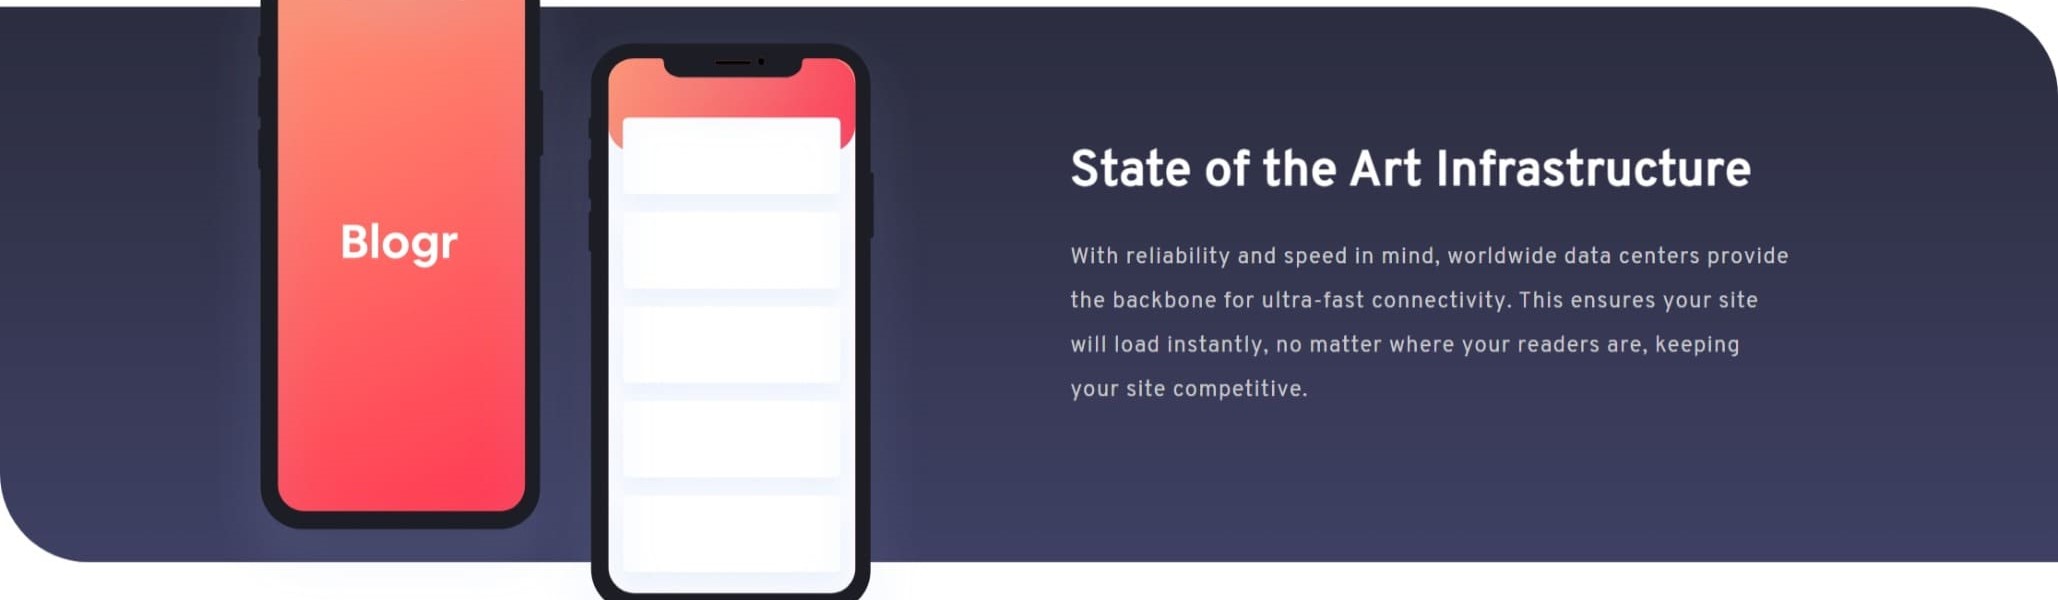 Blogr
State of the Art Infrastructure
With reliability and speed in mind, worldwide data centers provide
the backbone for ultra-fast connectivity. This ensures your site
will load instantly, no matter where your readers are, keeping
your site competitive.